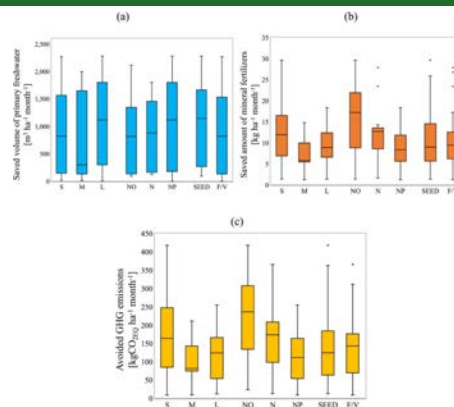 (a)
Saved volume of primary freshwater
[m³ ha⁻¹ month⁻¹]
2,500
2,000
1,500
1,000
500
0
S M L NO N NP SEED F/V
(b)
Saved amount of mineral fertilizers
[kg ha⁻¹ month⁻¹]
35
30
25
20
15
10
5
0
S M L NO N NP SEED F/V
(c)
Avoided GHG emissions
[kgCO2EQ ha⁻¹ month⁻¹]
450
400
350
300
250
200
150
100
50
0
S M L NO N NP SEED F/V